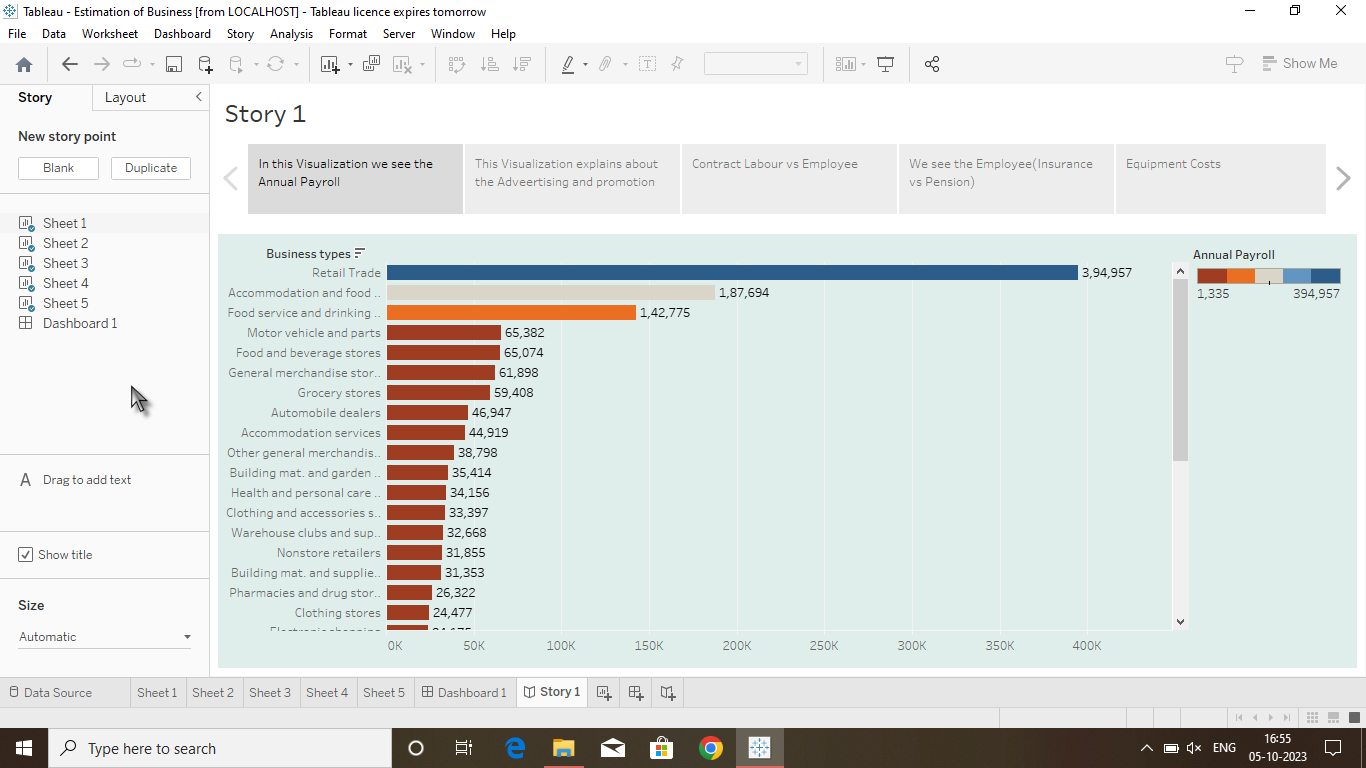 Tableau - Estimation of Business [from LOCALHOST] - Tableau licence expires tomorrow
File Data Worksheet Dashboard Story Analysis Format Server Window Help
Show Me
Story Layout
New story point
Blank Duplicate
Sheet 1
Sheet 2
Sheet 3
Sheet 4
Sheet 5
Dashboard 1
A Drag to add text
Show title
Size
Automatic
Story 1
In this Visualization we see the
Annual Payroll
This Visualization explains about
the Adveertising and promotion
Contract Labour vs Employee
We see the Employee(Insurance
vs Pension)
Equipment Costs
Business types
Retail Trade 3,94,957
Accommodation and food .. 1,87,694
Food service and drinking .. 1,42,775
Motor vehicle and parts 65,382
Food and beverage stores 65,074
General merchandise stor.. 61,898
Grocery stores 59,408
Automobile dealers 46,947
Accommodation services 44,919
Other general merchandis.. 38,798
Building mat. and garden .. 35,414
Health and personal care .. 34,156
Clothing and accessories s.. 33,397
Warehouse clubs and sup.. 32,668
Nonstore retailers 31,855
Building mat. and supplie.. 31,353
Pharmacies and drug stor.. 26,322
Clothing stores 24,477
0K 50K 100K 150K 200K 250K 300K 350K 400K
Annual Payroll
1,335 394,957
Data Source Sheet 1 Sheet 2 Sheet 3 Sheet 4 Sheet 5 Dashboard 1 Story 1
Type here to search
ENG
16:55
05-10-2023